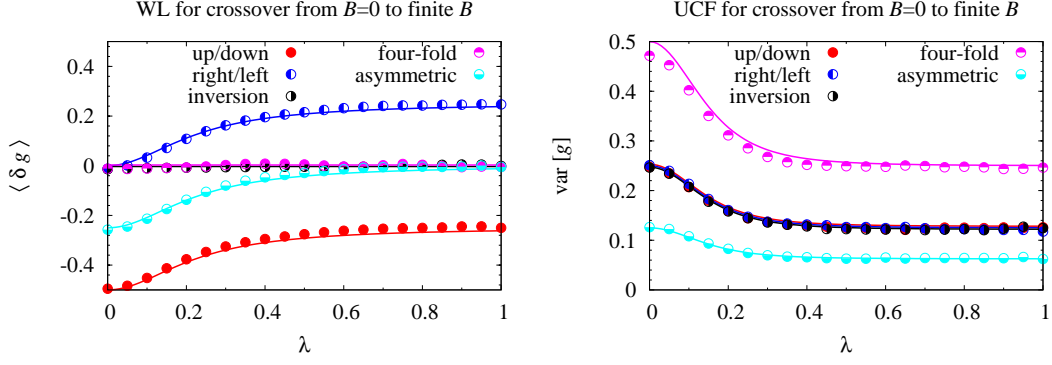 WL for crossover from B=0 to finite B
0.4
0.2
0
-0.2
-0.4
⟨ δ g ⟩
up/down
right/left
inversion
four-fold
asymmetric
0 0.2 0.4 0.6 0.8 1
λ
UCF for crossover from B=0 to finite B
0.5
0.4
0.3
0.2
0.1
0
var [g]
up/down
right/left
inversion
four-fold
asymmetric
0 0.2 0.4 0.6 0.8 1
λ